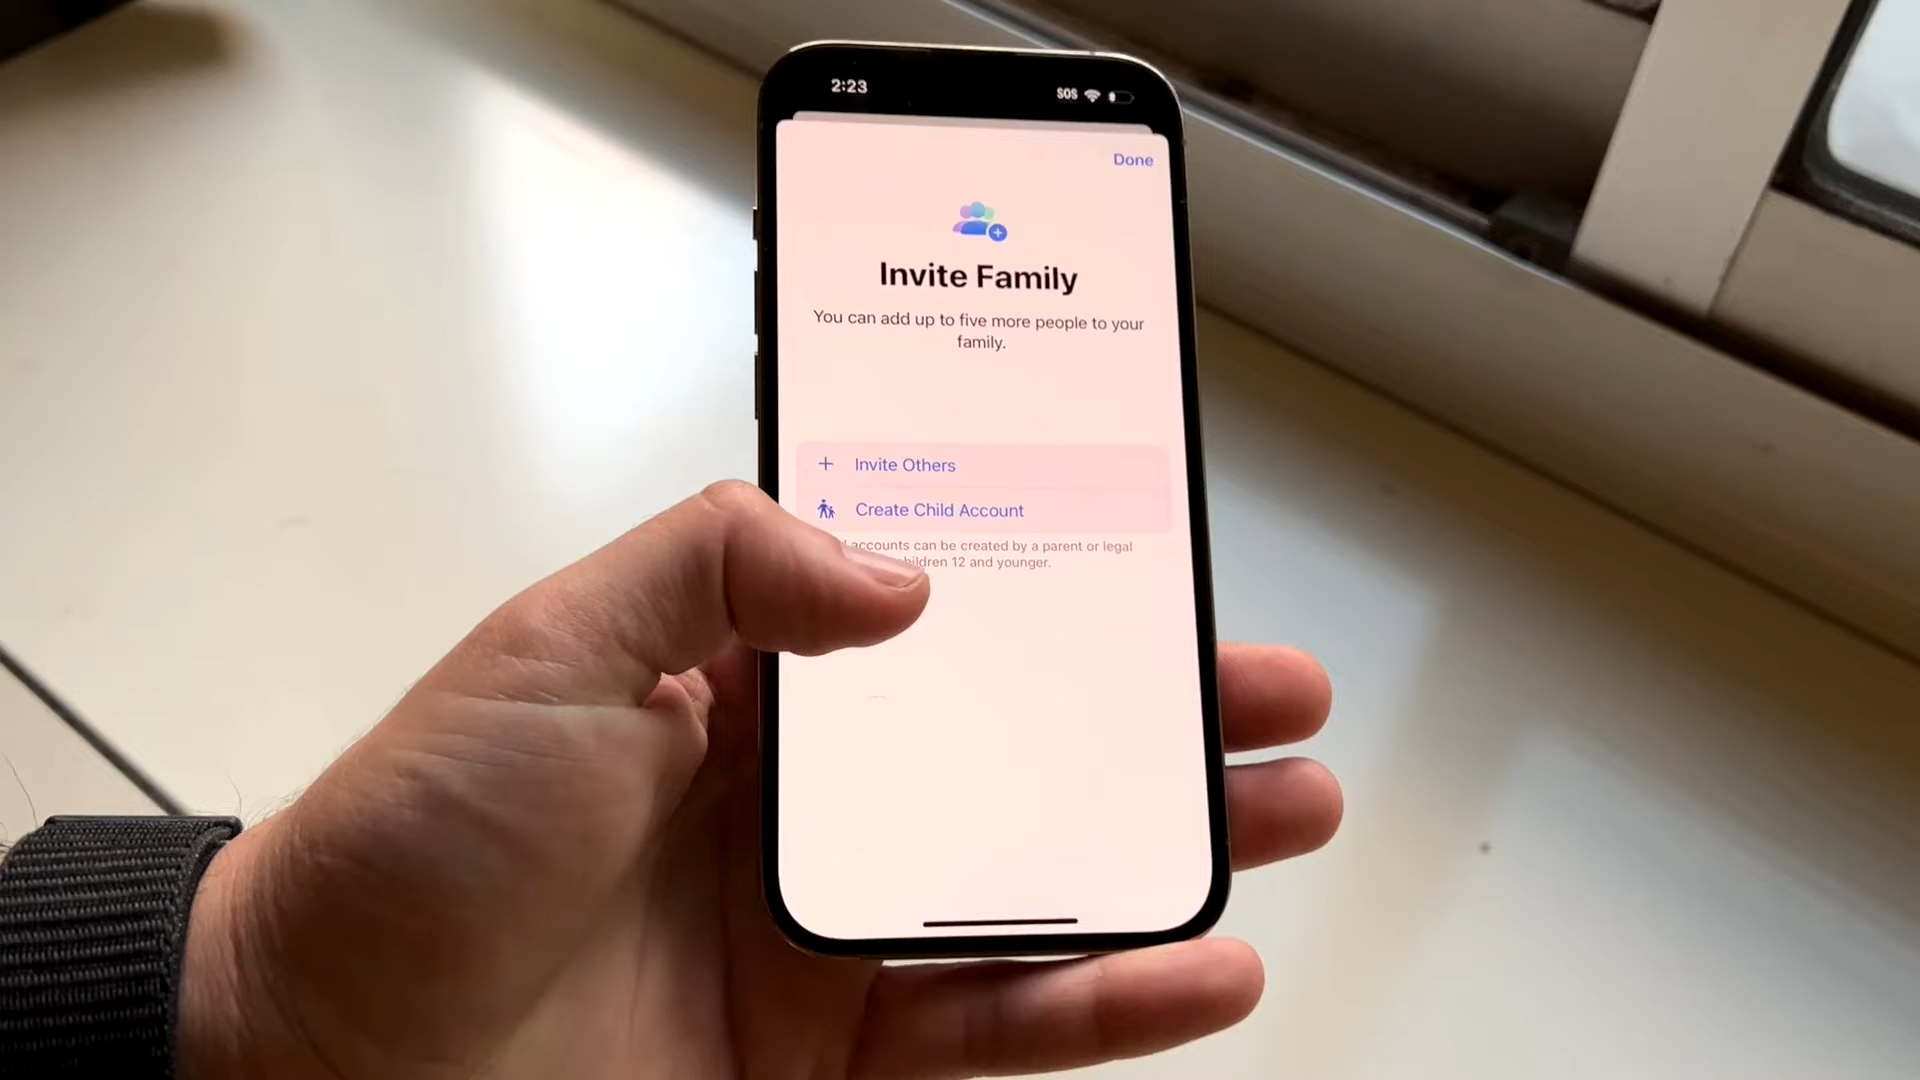 2:23
SOS
Done
Invite Family
You can add up to five more people to your
family.
Invite Others
Create Child Account
accounts can be created by a parent or legal
children 12 and younger.